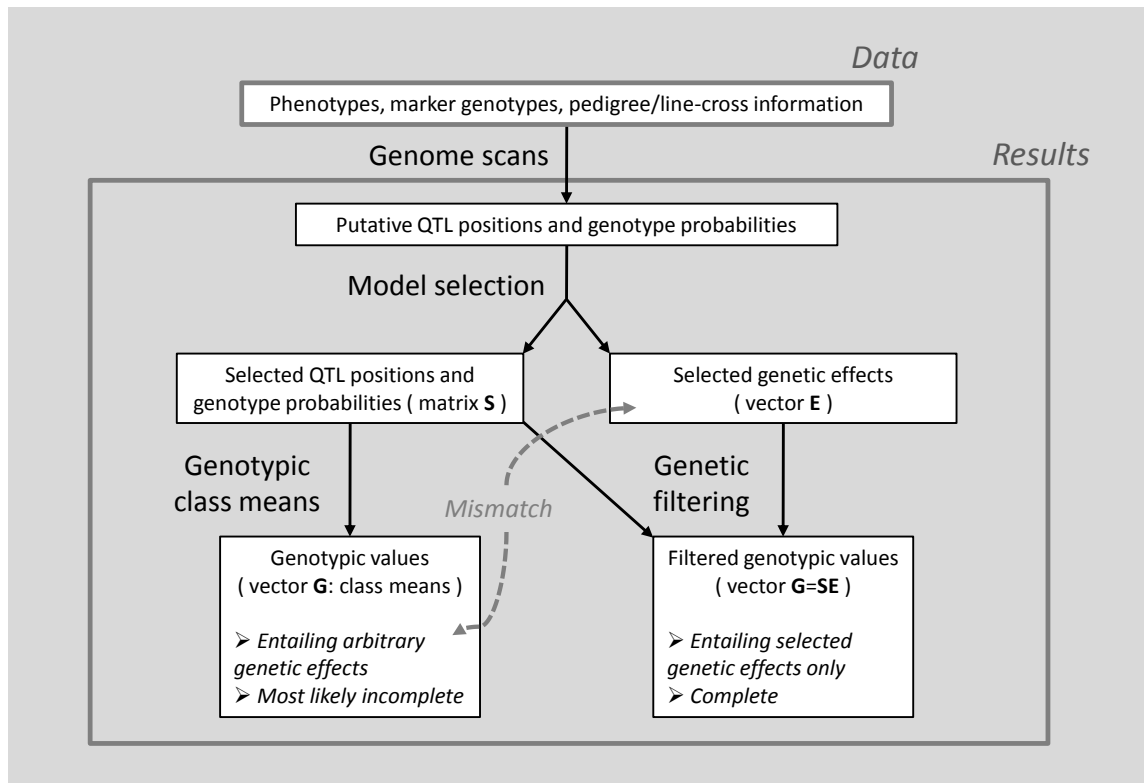 Data
Phenotypes, marker genotypes, pedigree/line-cross information
Genome scans
Results
Putative QTL positions and genotype probabilities
Model selection
Selected QTL positions and
genotype probabilities ( matrix S )
Selected genetic effects
( vector E )
Genotypic
class means
Mismatch
Genetic
filtering
Genotypic values
( vector G: class means )
➢ Entailing arbitrary
genetic effects
➢ Most likely incomplete
Filtered genotypic values
( vector G=SE )
➢ Entailing selected
genetic effects only
➢ Complete